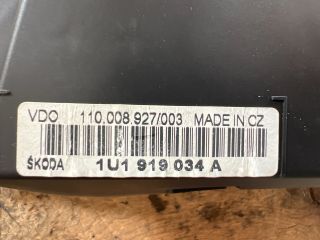 VDO 110.008.927/003 MADE IN CZ
ŠKODA 1U1 919 034 A